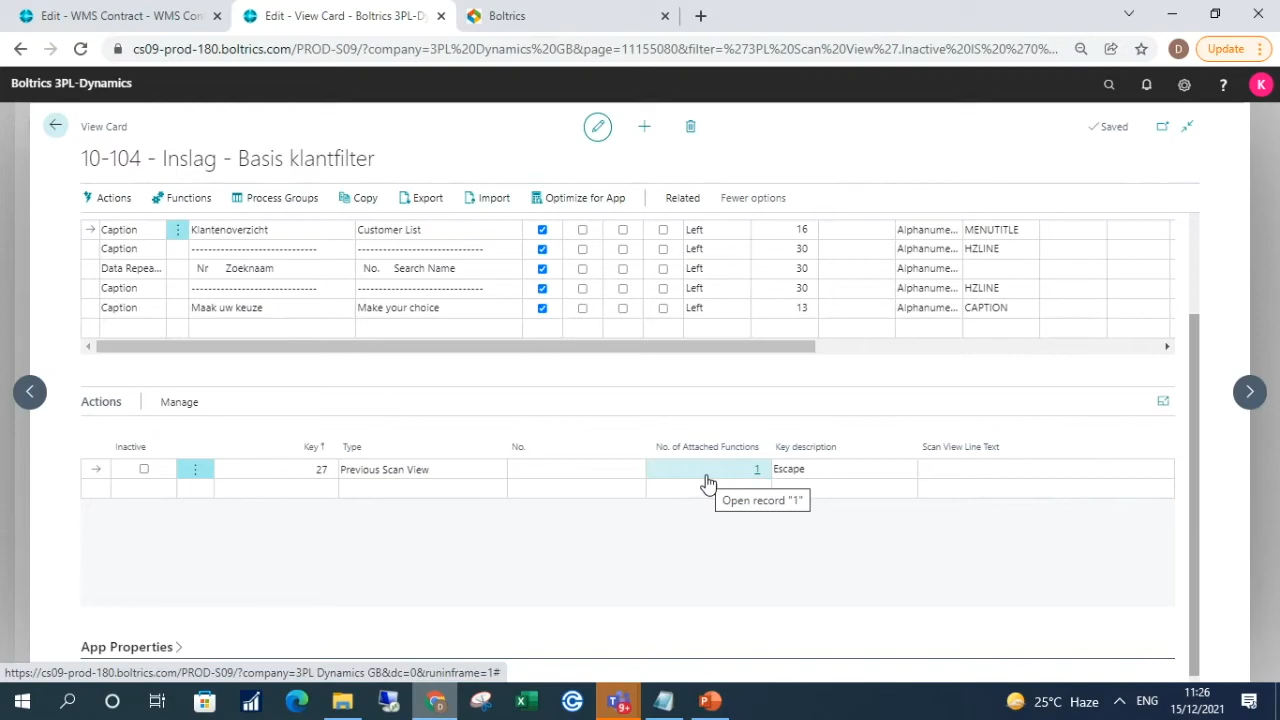 Edit - WMS Contract - WMS Con
Edit - View Card - Boltrics 3PL-Dy
Boltrics
cs09-prod-180.boltrics.com/PROD-S09/?company=3PL%20Dynamics%20GB&page=11155080&filter=%273PL%20Scan%20View%27.Inactive%20IS%20%270%...
D
Update
Boltrics 3PL-Dynamics
?
K
View Card
Saved
10-104 - Inslag - Basis klantfilter
Actions
Functions
Process Groups
Copy
Export
Import
Optimize for App
Related
Fewer options
Caption Klantenoverzicht Customer List Left 16 Alphanume... MENUTITLE
Caption ------------------------------ ------------------------------ Left 30 Alphanume... HZLINE
Data Repea... Nr Zoeknaam No. Search Name Left 30 Alphanume...
Caption ------------------------------ ------------------------------ Left 30 Alphanume... HZLINE
Caption Maak uw keuze Make your choice Left 13 Alphanume... CAPTION
Actions
Manage
Inactive Key↑ Type No. No. of Attached Functions Key description Scan View Line Text
27 Previous Scan View 1 Escape
Open record "1"
App Properties
https://cs09-prod-180.boltrics.com/PROD-S09/?company=3PL Dynamics GB&dc=0&runinframe=1#
25°C Haze
ENG
11:26
15/12/2021